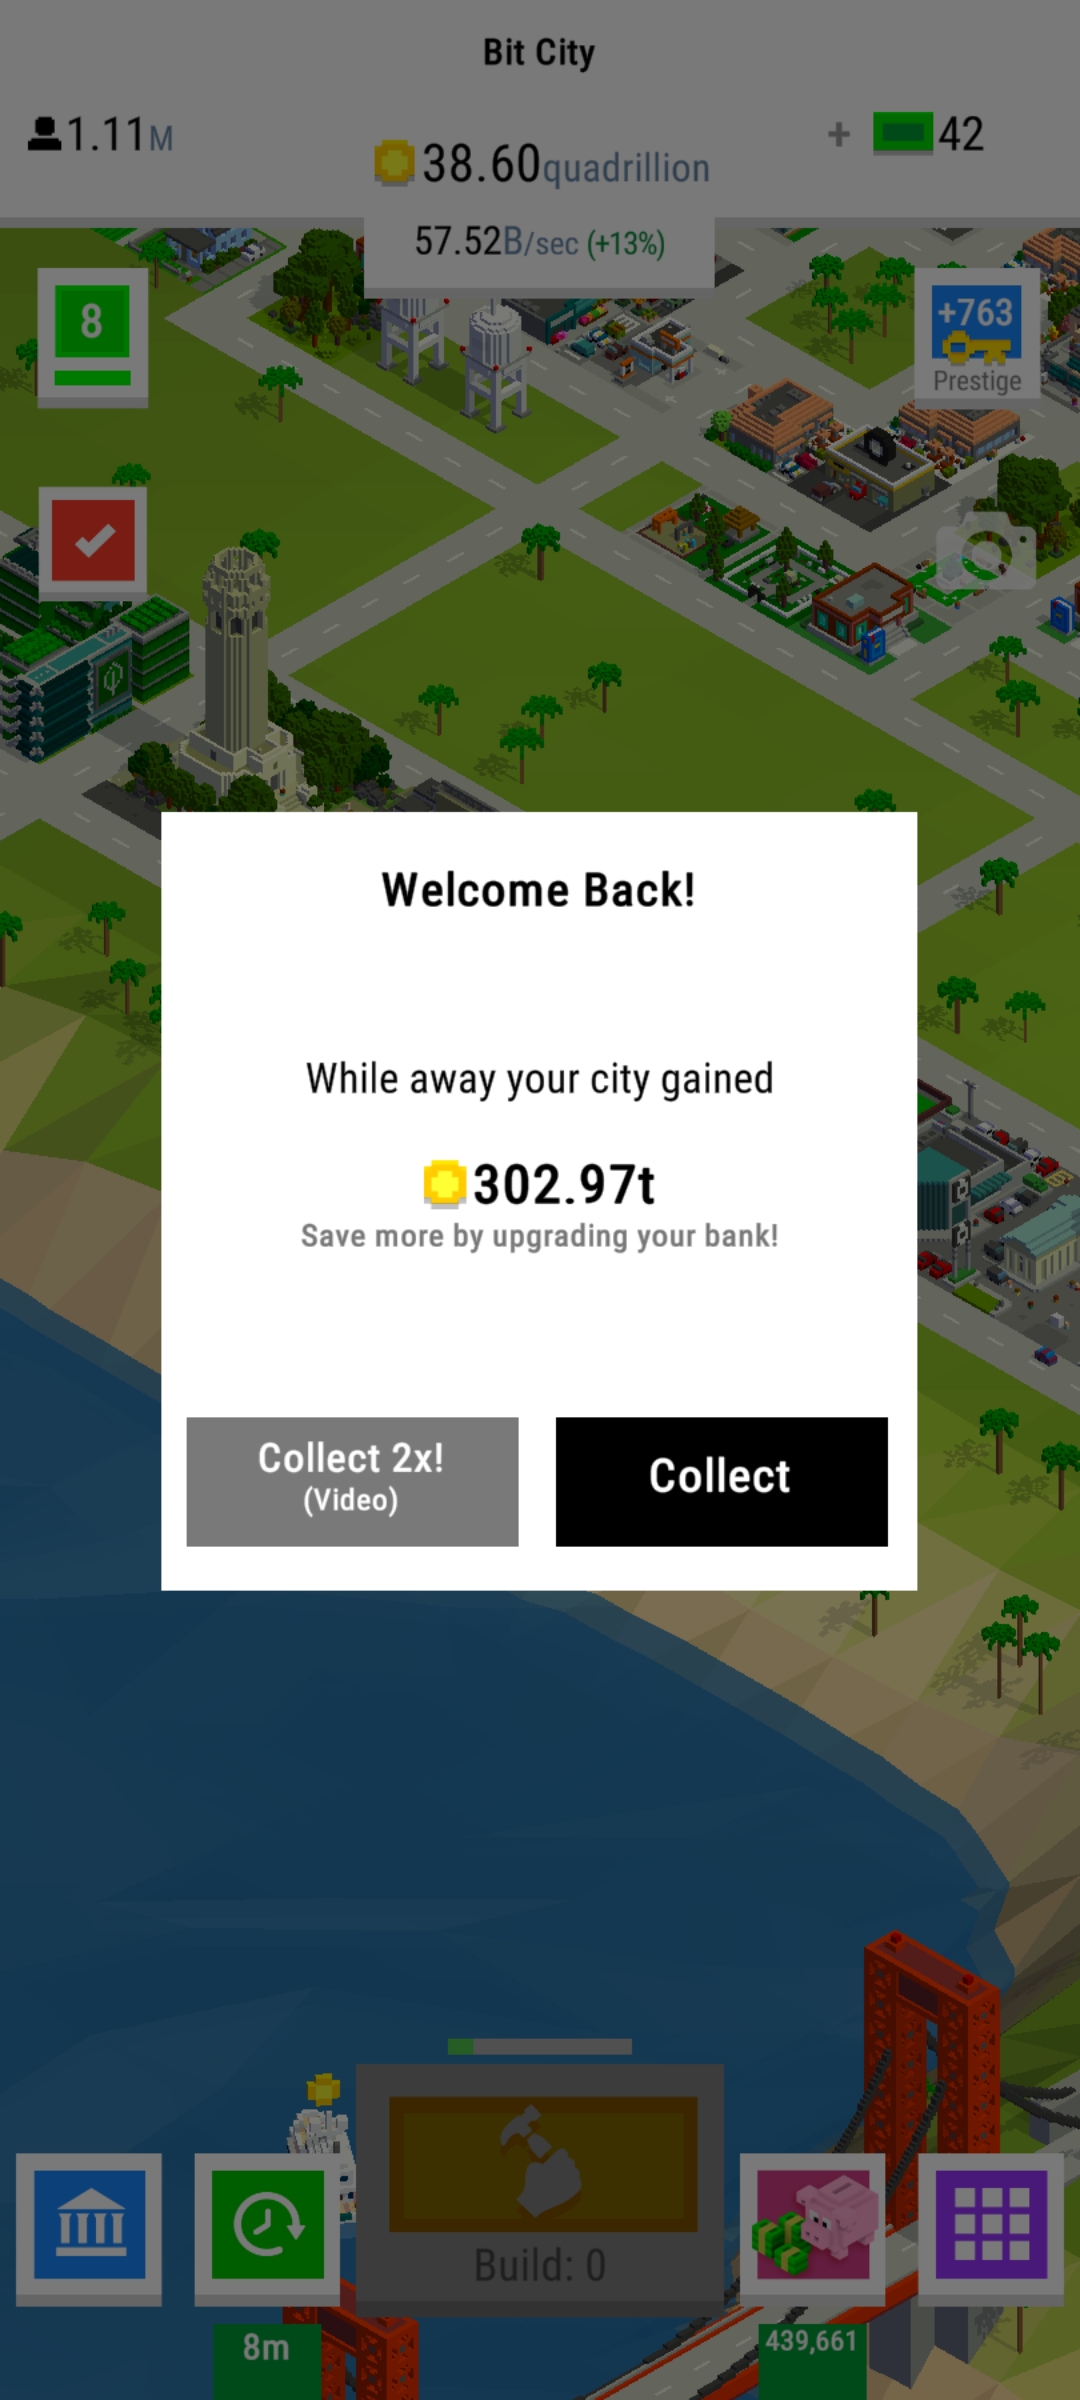 Bit City
1.11M
38.60quadrillion
+ 42
57.52B/sec (+13%)
8
+763
Prestige
Welcome Back!
While away your city gained
302.97t
Save more by upgrading your bank!
Collect 2x!
(Video)
Collect
Build: 0
8m
439,661